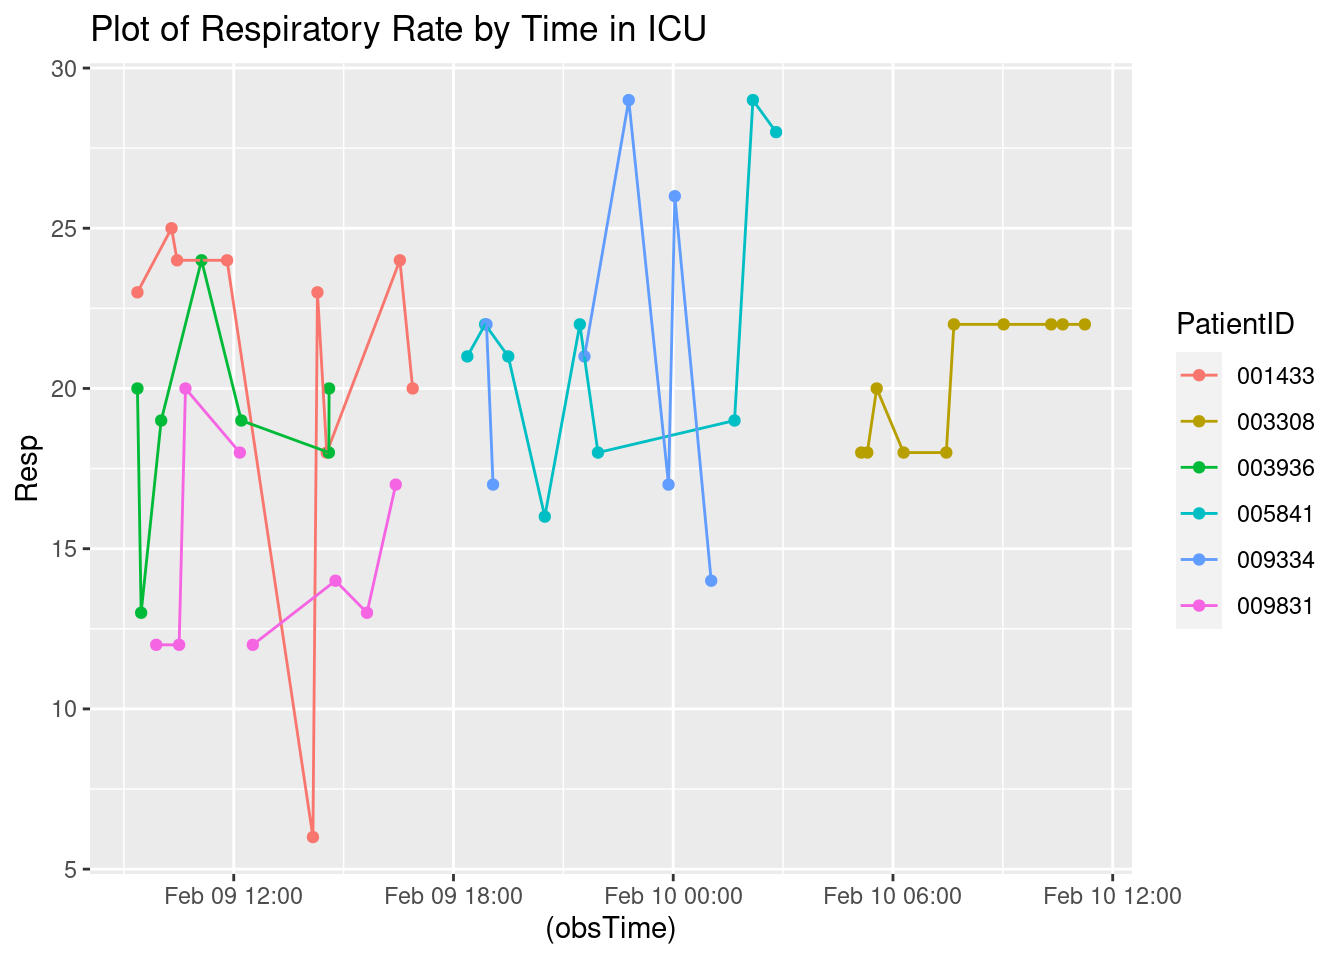 Plot of Respiratory Rate by Time in ICU
30
25
20
15
10
5
Resp
Feb 09 12:00
Feb 09 18:00
Feb 10 00:00
Feb 10 06:00
Feb 10 12:00
(obsTime)
PatientID
001433
003308
003936
005841
009334
009831